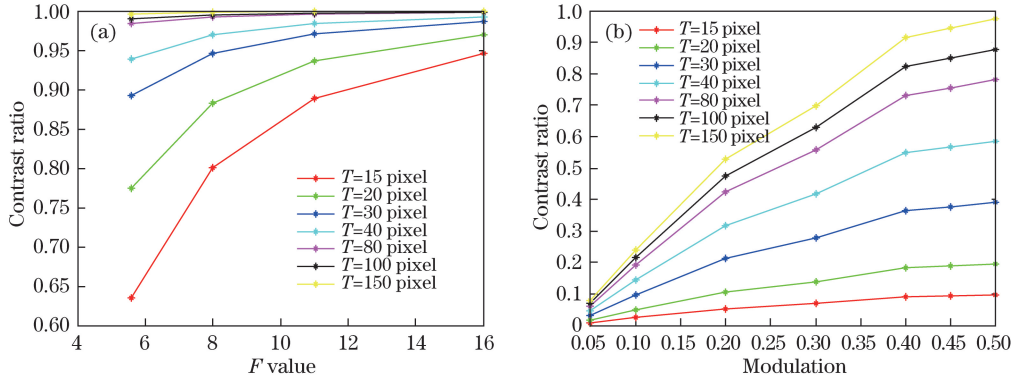 (a)
1.0
0.95
0.90
0.85
0.80
0.75
0.70
0.65
0.60
Contrast ratio
T=15 pixel
T=20 pixel
T=30 pixel
T=40 pixel
T=80 pixel
T=100 pixel
T=150 pixel
4 6 8 10 12 14 16
F value
(b)
1.0
0.9
0.8
0.7
0.6
0.5
0.4
0.3
0.2
0.1
0
Contrast ratio
T=15 pixel
T=20 pixel
T=30 pixel
T=40 pixel
T=80 pixel
T=100 pixel
T=150 pixel
0.05 0.10 0.15 0.20 0.25 0.30 0.35 0.40 0.45 0.50
Modulation